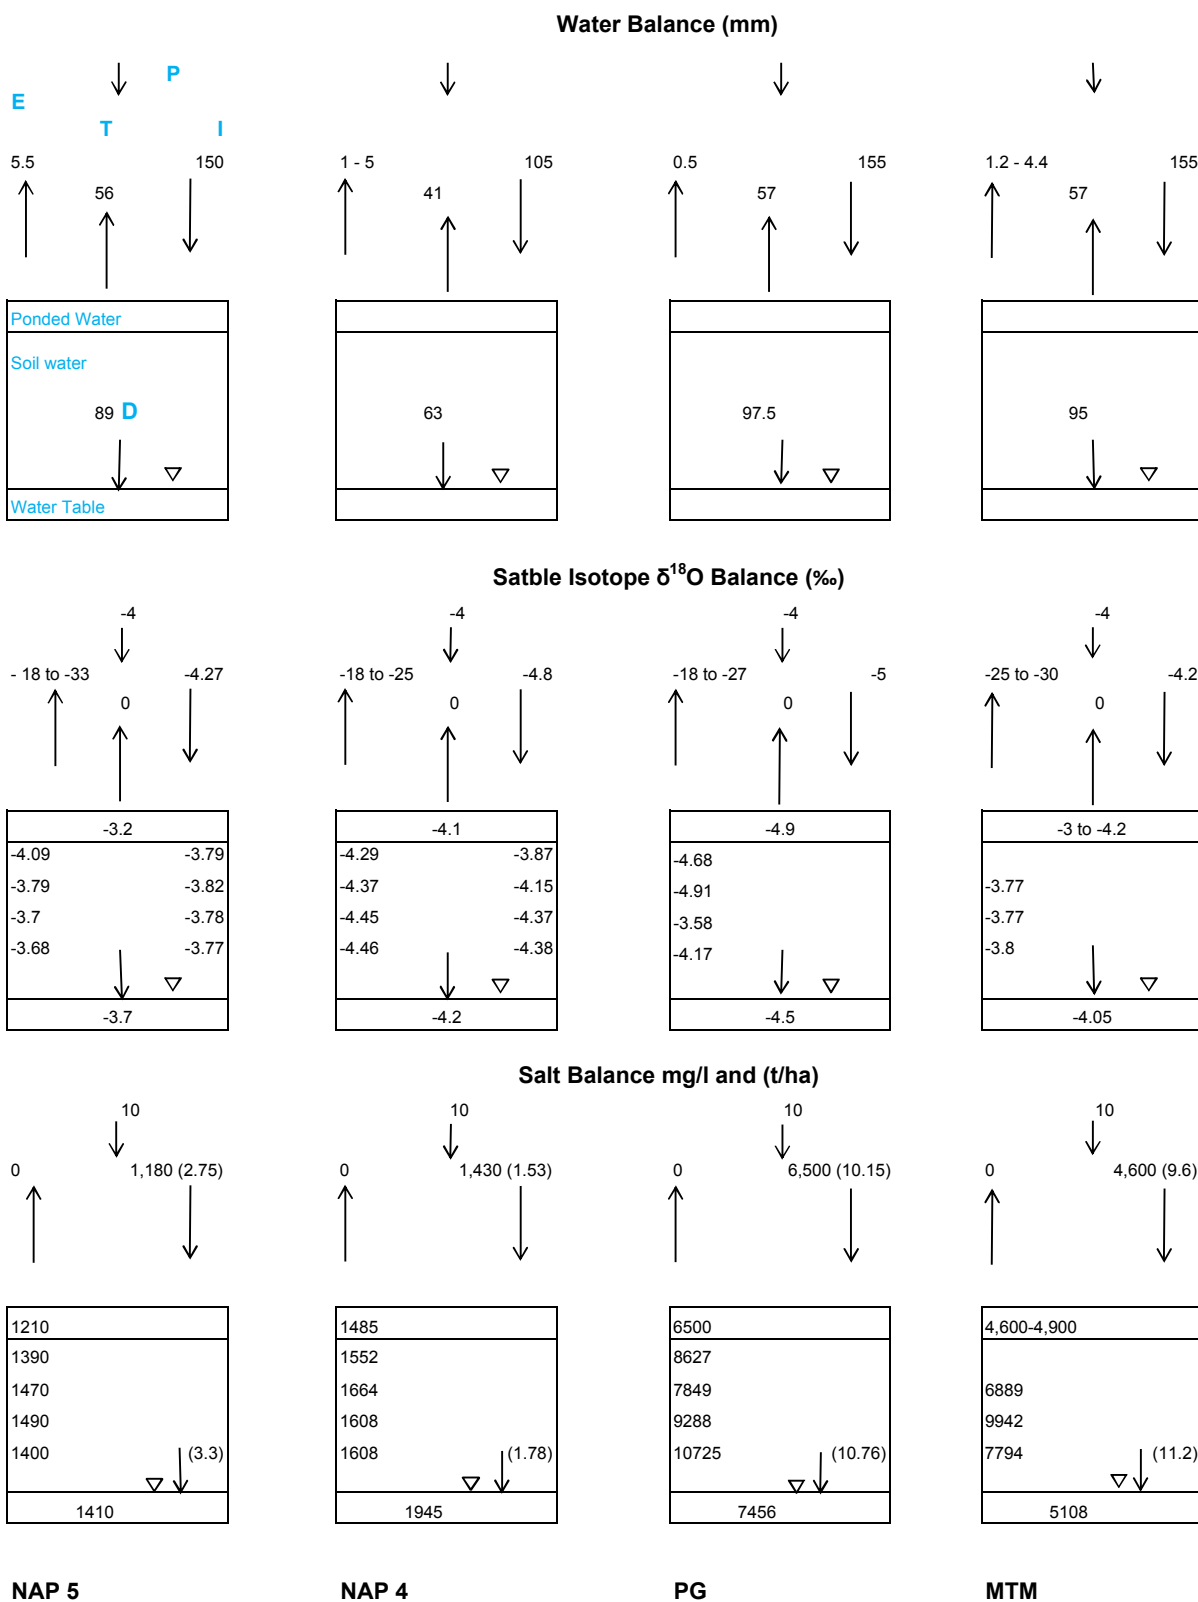 Water Balance (mm)
P
E
T I
5.5 150 1 - 5 105 0.5 155 1.2 - 4.4 155
56 41 57 57
Ponded Water
Soil water
89 D 63 97.5 95
Water Table
Satble Isotope δ18O Balance (‰)
-4 -4 -4 -4
- 18 to -33 -4.27 -18 to -25 -4.8 -18 to -27 -5 -25 to -30 -4.2
0 0 0 0
-3.2 -4.1 -4.9 -3 to -4.2
-4.09 -3.79 -4.29 -3.87 -4.68
-3.79 -3.82 -4.37 -4.15 -4.91 -3.77
-3.7 -3.78 -4.45 -4.37 -3.58 -3.77
-3.68 -3.77 -4.46 -4.38 -4.17 -3.8
-3.7 -4.2 -4.5 -4.05
Salt Balance mg/l and (t/ha)
10 10 10 10
0 1,180 (2.75) 0 1,430 (1.53) 0 6,500 (10.15) 0 4,600 (9.6)
1210 1485 6500 4,600-4,900
1390 1552 8627
1470 1664 7849 6889
1490 1608 9288 9942
1400 (3.3) 1608 (1.78) 10725 (10.76) 7794 (11.2)
1410 1945 7456 5108
NAP 5 NAP 4 PG MTM